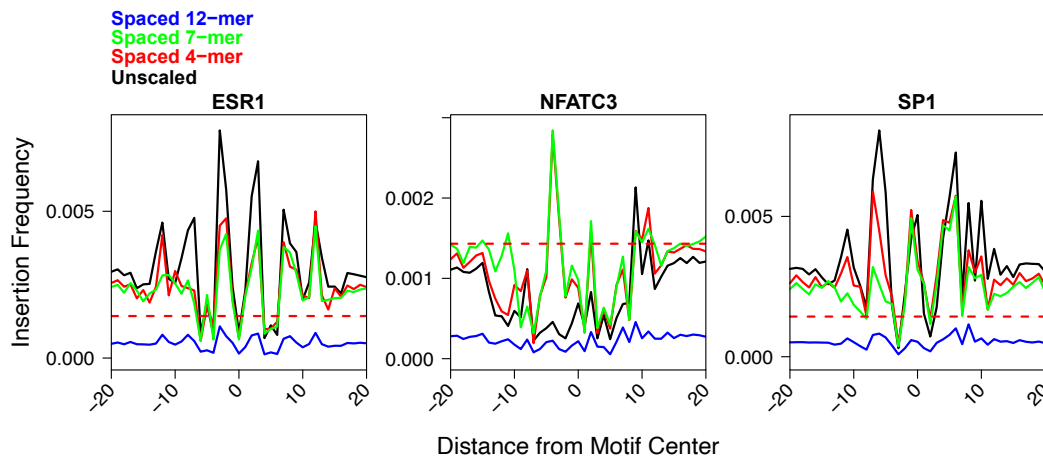 Spaced 12−mer
Spaced 7−mer
Spaced 4−mer
Unscaled
ESR1
NFATC3
SP1
Insertion Frequency
0.005
0.000
0.002
0.001
0.000
0.005
0.000
−20 −10 0 10 20
−20 −10 0 10 20
−20 −10 0 10 20
Distance from Motif Center